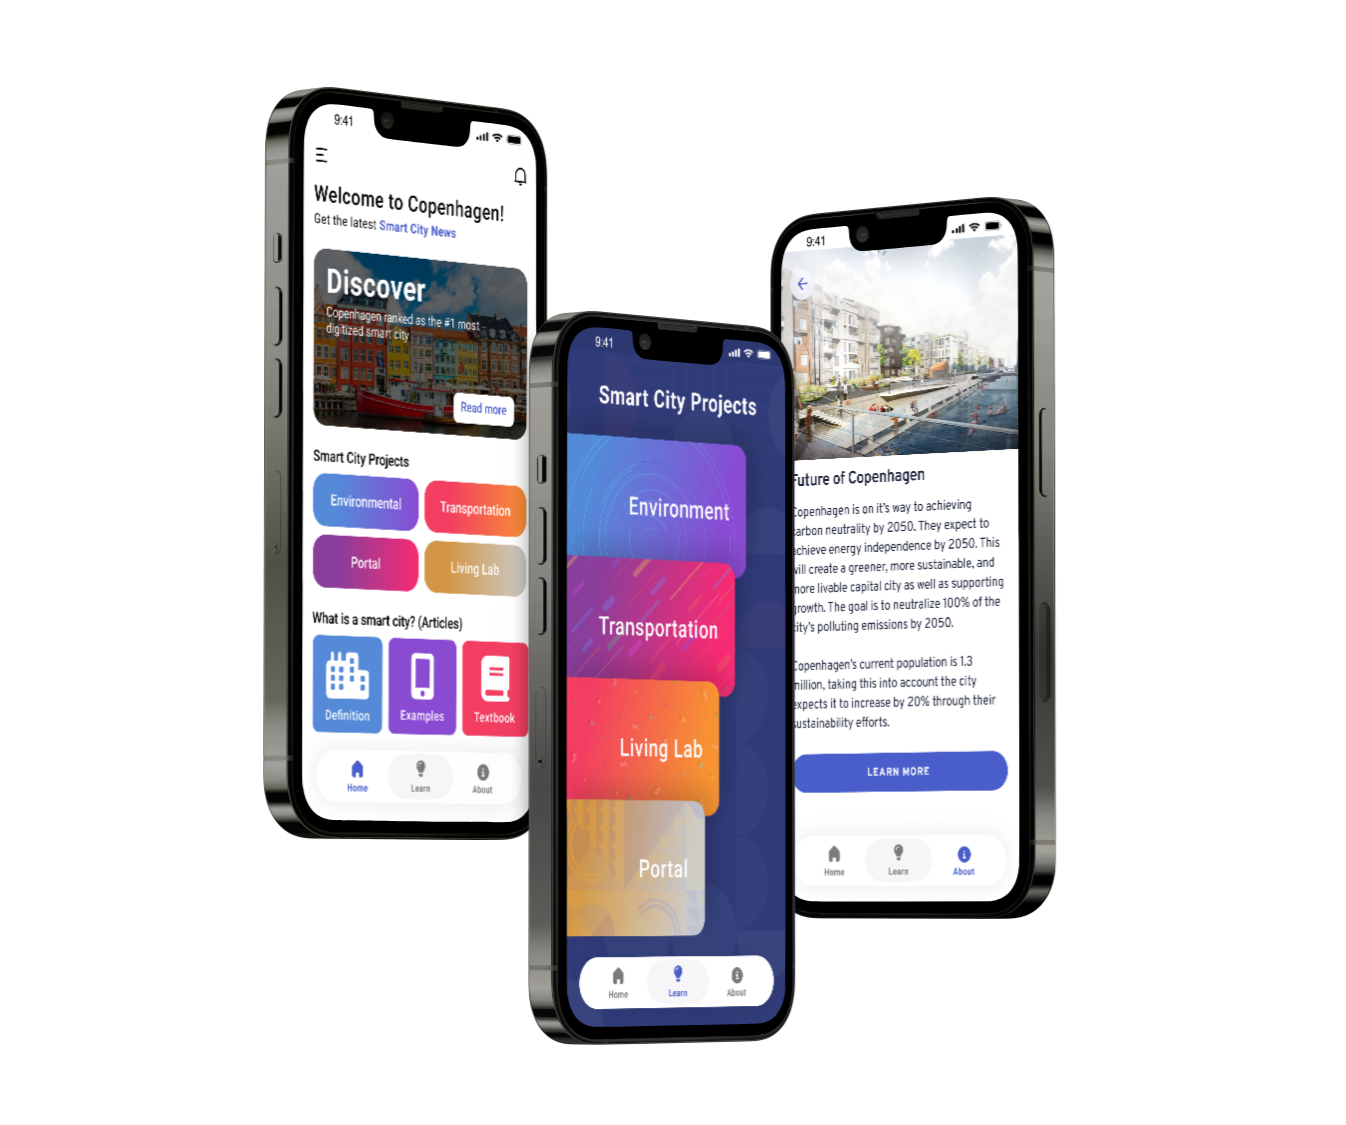 9:41
Welcome to Copenhagen!
Get the latest Smart City News
Discover
Copenhagen ranked as the #1 most
digitized smart city
Read more
Smart City Projects
Environmental
Transportation
Portal
Living Lab
What is a smart city? (Articles)
Definition
Examples
Textbook
Home
Learn
About
9:41
Smart City Projects
Environment
Transportation
Living Lab
Portal
Home
Learn
About
9:41
Future of Copenhagen
Copenhagen is on it's way to achieving
carbon neutrality by 2050. They expect to
achieve energy independence by 2050. This
will create a greener, more sustainable, and
more livable capital city as well as supporting
growth. The goal is to neutralize 100% of the
city's polluting emissions by 2050.
Copenhagen's current population is 1.3
million, taking this into account the city
expects it to increase by 20% through their
sustainability efforts.
LEARN MORE
Home
Learn
About